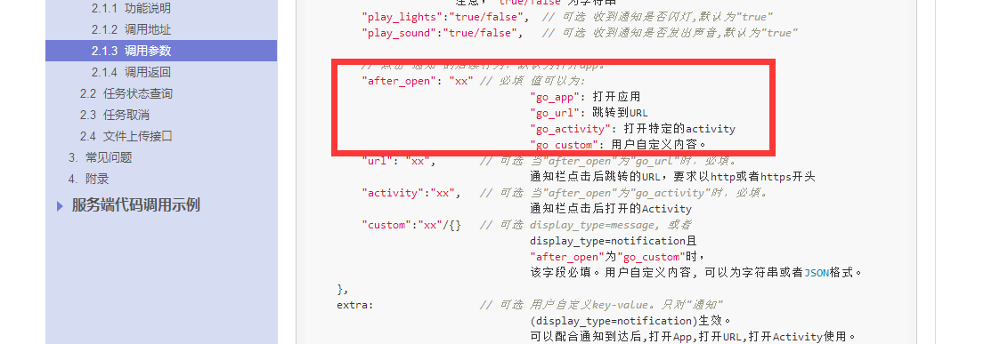 2.1.1 功能说明
2.1.2 调用地址
2.1.3 调用参数
2.1.4 调用返回
2.2 任务状态查询
2.3 任务取消
2.4 文件上传接口
3. 常见问题
4. 附录
服务端代码调用示例
注意，"true/false"为字符串
"play_lights":"true/false", // 可选 收到通知是否闪灯,默认为"true"
"play_sound":"true/false", // 可选 收到通知是否发出声音,默认为"true"
// 点击"通知"的后续行为，默认为打开app。
"after_open": "xx" // 必填 值可以为:
"go_app": 打开应用
"go_url": 跳转到URL
"go_activity": 打开特定的activity
"go_custom": 用户自定义内容。
"url": "xx", // 可选 当"after_open"为"go_url"时，必填。
通知栏点击后跳转的URL，要求以http或者https开头
"activity":"xx", // 可选 当"after_open"为"go_activity"时，必填。
通知栏点击后打开的Activity
"custom":"xx"/{} // 可选 display_type=message, 或者
display_type=notification且
"after_open"为"go_custom"时，
该字段必填。用户自定义内容, 可以为字符串或者JSON格式。
},
extra: // 可选 用户自定义key-value。只对"通知"
(display_type=notification)生效。
可以配合通知到达后,打开App,打开URL,打开Activity使用。